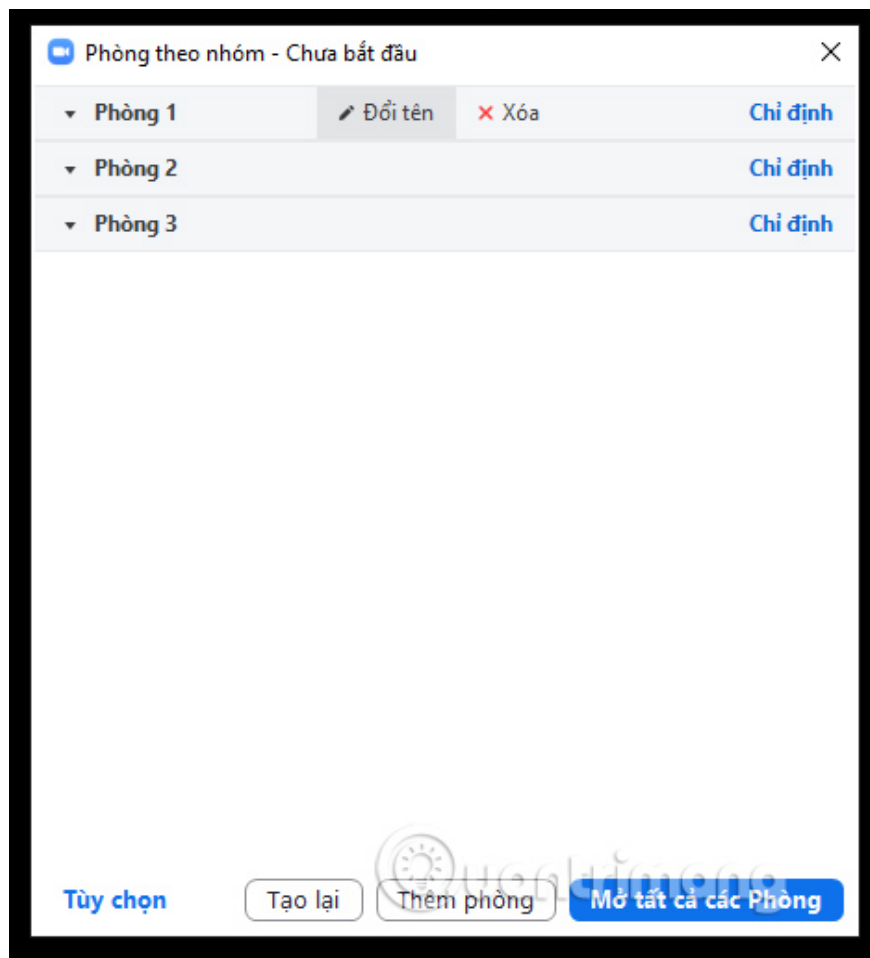 Phòng theo nhóm - Chưa bắt đầu
Phòng 1 Đổi tên Xóa Chỉ định
Phòng 2 Chỉ định
Phòng 3 Chỉ định
Quantrimang
Tùy chọn Tạo lại Thêm phòng Mở tất cả các Phòng